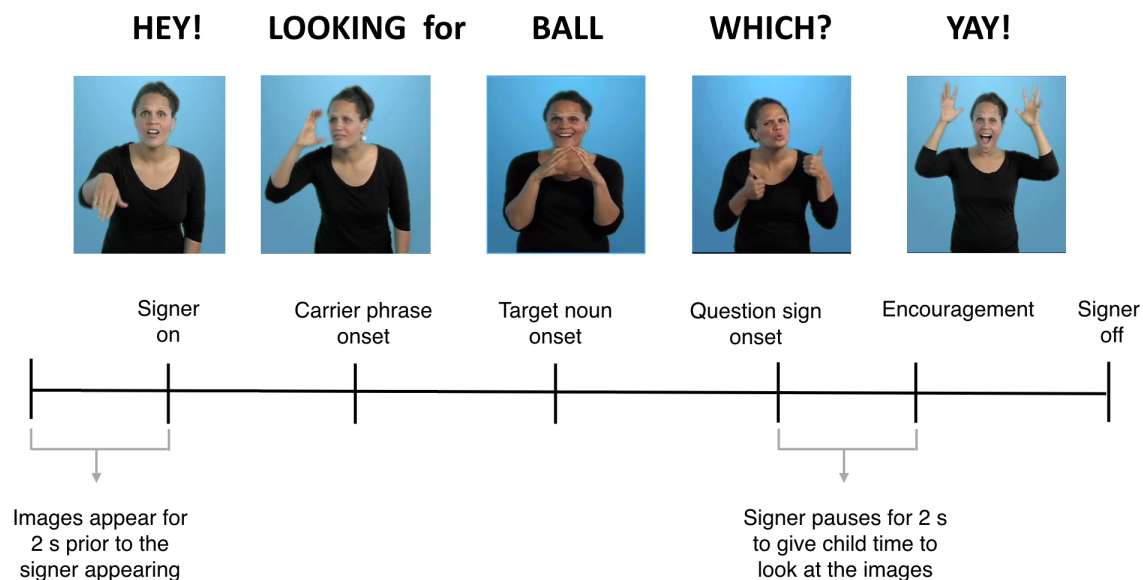 HEY! LOOKING for BALL WHICH? YAY!
Signer
on
Carrier phrase
onset
Target noun
onset
Question sign
onset
Encouragement
Signer
off
Images appear for
2 s prior to the
signer appearing
Signer pauses for 2 s
to give child time to
look at the images